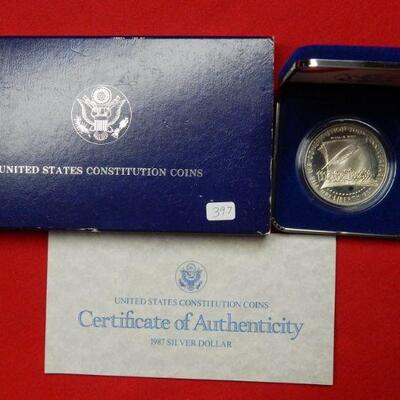 UNITED STATES CONSTITUTION COINS
397
UNITED STATES CONSTITUTION COINS
Certificate of Authenticity
1987 SILVER DOLLAR